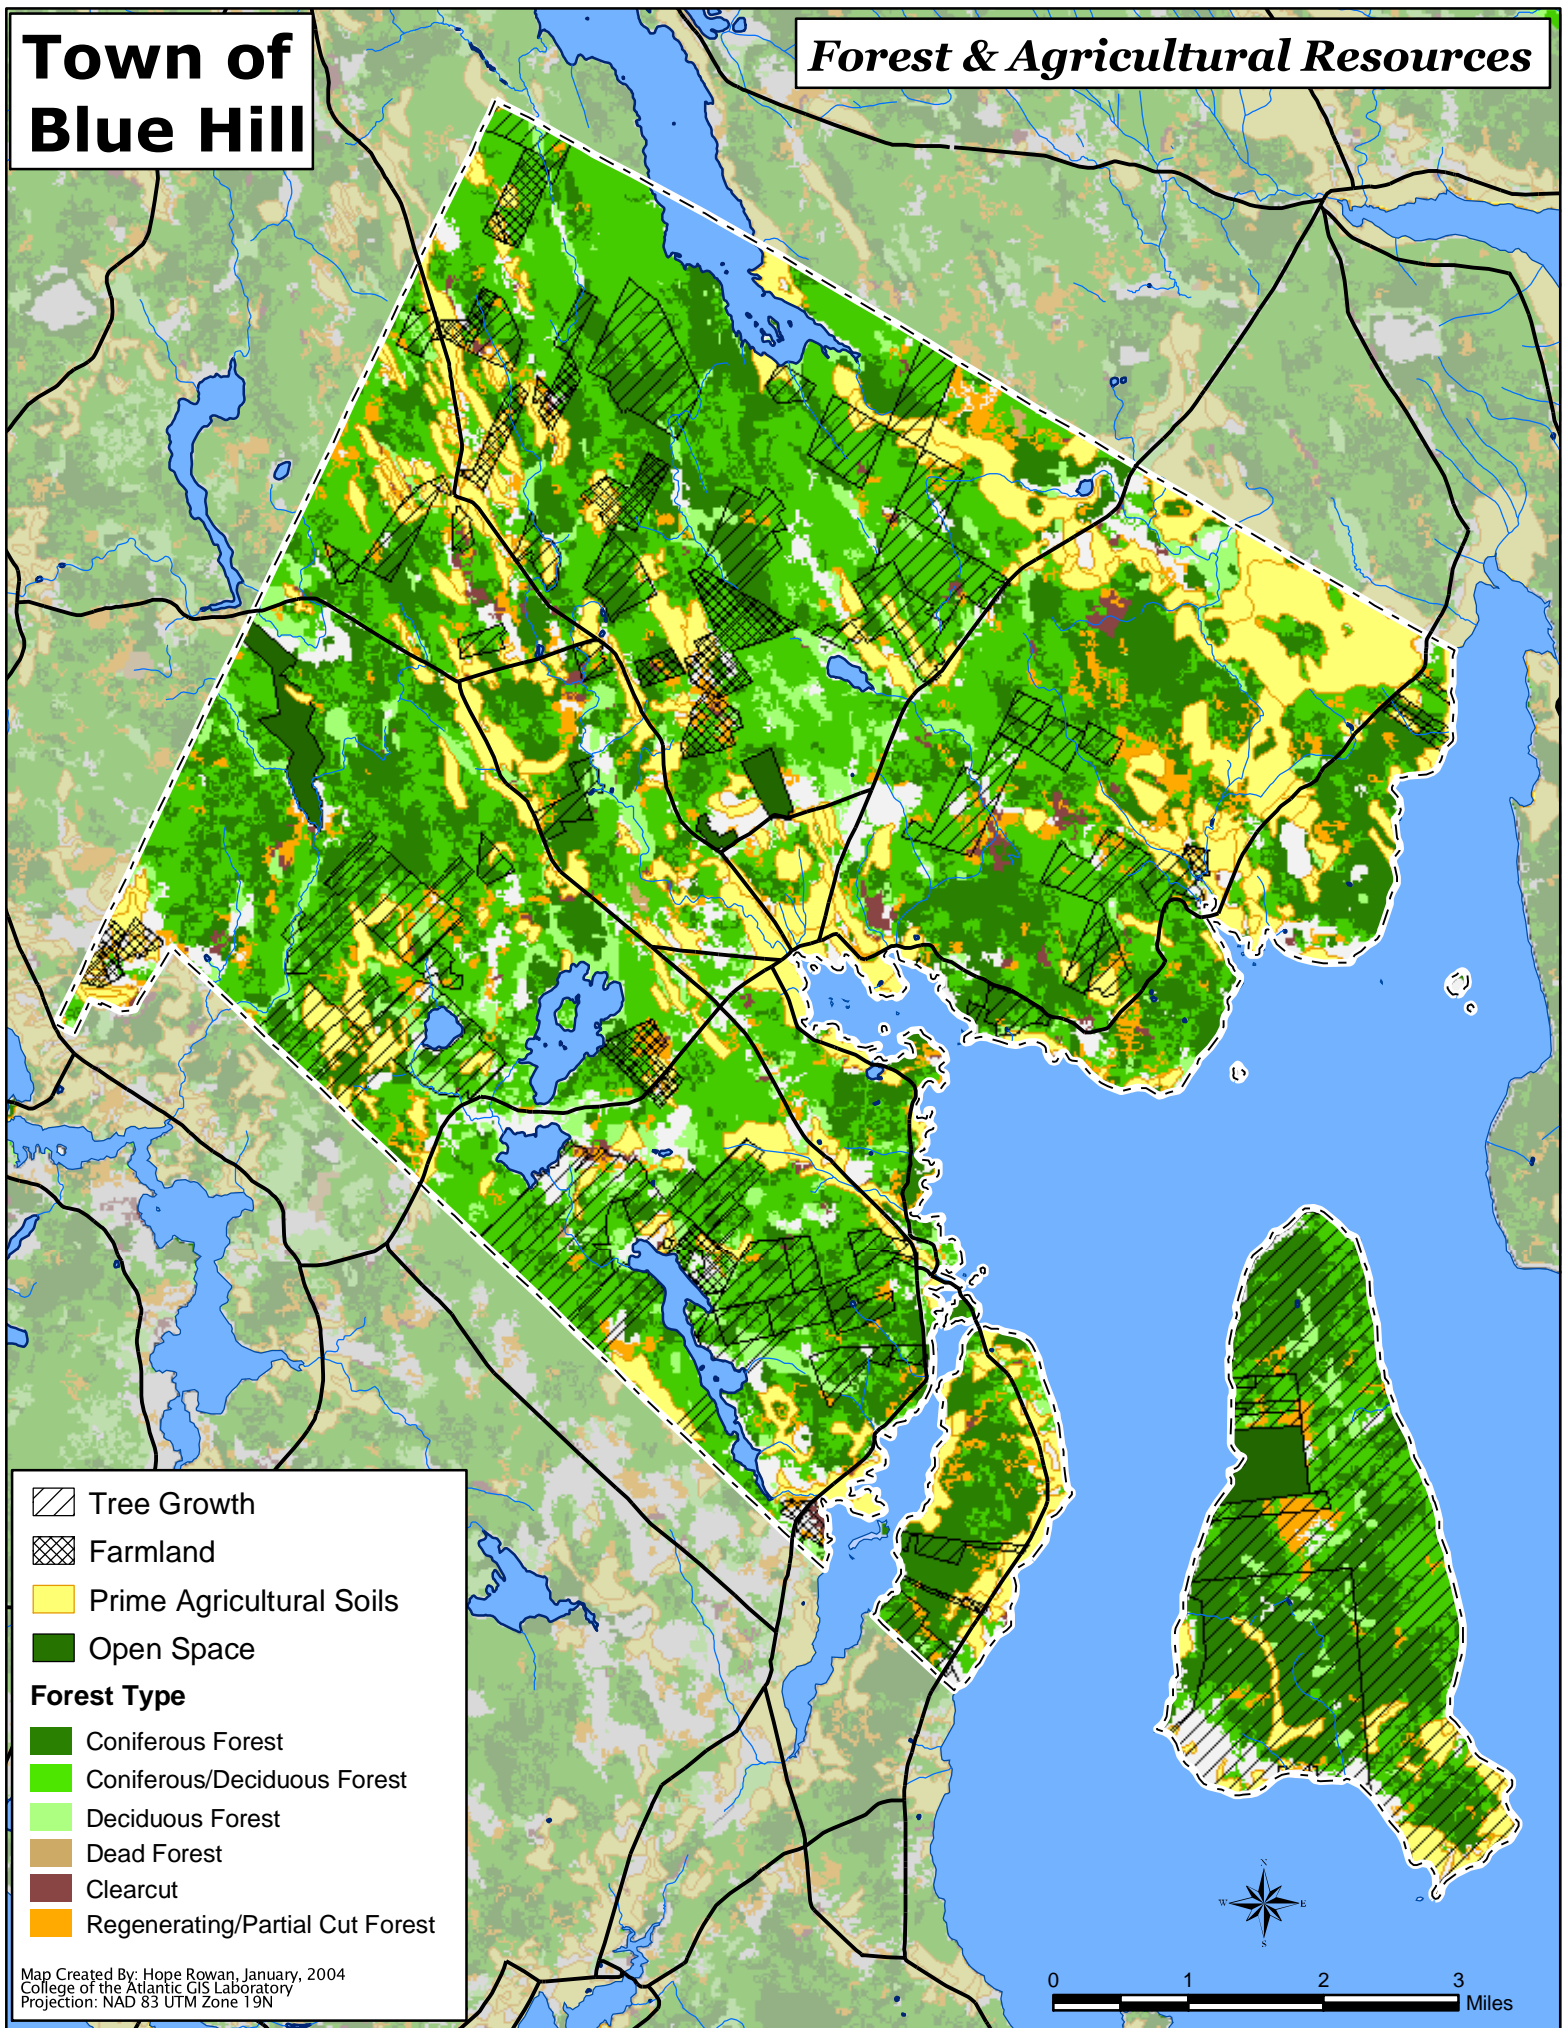 Town of
Blue Hill
Forest & Agricultural Resources
Tree Growth
Farmland
Prime Agricultural Soils
Open Space
Forest Type
Coniferous Forest
Coniferous/Deciduous Forest
Deciduous Forest
Dead Forest
Clearcut
Regenerating/Partial Cut Forest
Map Created By: Hope Rowan, January, 2004
College of the Atlantic GIS Laboratory
Projection: NAD 83 UTM Zone 19N
N
W E
S
0 1 2 3
Miles